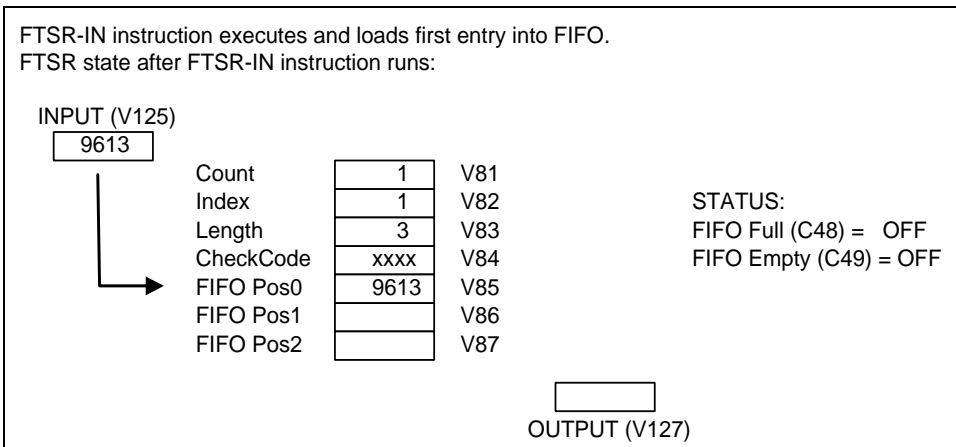 FTSR-IN instruction executes and loads first entry into FIFO.
FTSR state after FTSR-IN instruction runs:
INPUT (V125)
9613
Count 1 V81
Index 1 V82 STATUS:
Length 3 V83 FIFO Full (C48) = OFF
CheckCode xxxx V84 FIFO Empty (C49) = OFF
FIFO Pos0 9613 V85
FIFO Pos1 V86
FIFO Pos2 V87
OUTPUT (V127)